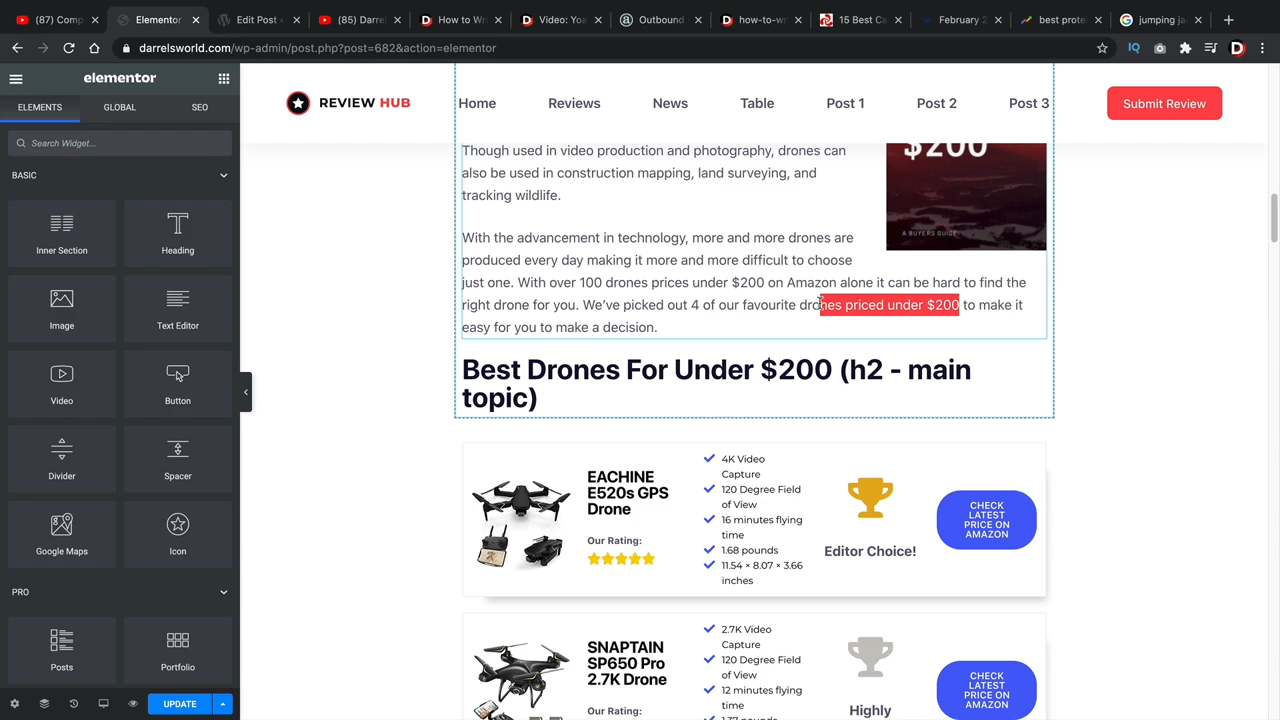 (87) Comp
Elementor
Edit Post
(85) Darrel
How to Wr
Video: Yoa
Outbound
how-to-wr
15 Best Ca
February 2
best prote
jumping ja
darrelsworld.com/wp-admin/post.php?post=682&action=elementor
IQ
elementor
ELEMENTS
GLOBAL
SEO
Search Widget...
BASIC
Inner Section
Heading
Image
Text Editor
Video
Button
Divider
Spacer
Google Maps
Icon
PRO
Posts
Portfolio
UPDATE
REVIEW HUB
Home
Reviews
News
Table
Post 1
Post 2
Post 3
Submit Review
Though used in video production and photography, drones can
also be used in construction mapping, land surveying, and
tracking wildlife.
$200
A BUYERS GUIDE
With the advancement in technology, more and more drones are
produced every day making it more and more difficult to choose
just one. With over 100 drones prices under $200 on Amazon alone it can be hard to find the
right drone for you. We've picked out 4 of our favourite drones priced under $200 to make it
easy for you to make a decision.
Best Drones For Under $200 (h2 - main
topic)
EACHINE
E520s GPS
Drone
Our Rating:
4K Video
Capture
120 Degree Field
of View
16 minutes flying
time
1.68 pounds
11.54 × 8.07 × 3.66
inches
Editor Choice!
CHECK
LATEST
PRICE ON
AMAZON
SNAPTAIN
SP650 Pro
2.7K Drone
Our Rating:
2.7K Video
Capture
120 Degree Field
of View
12 minutes flying
time
Highly
CHECK
LATEST
PRICE ON
AMAZON